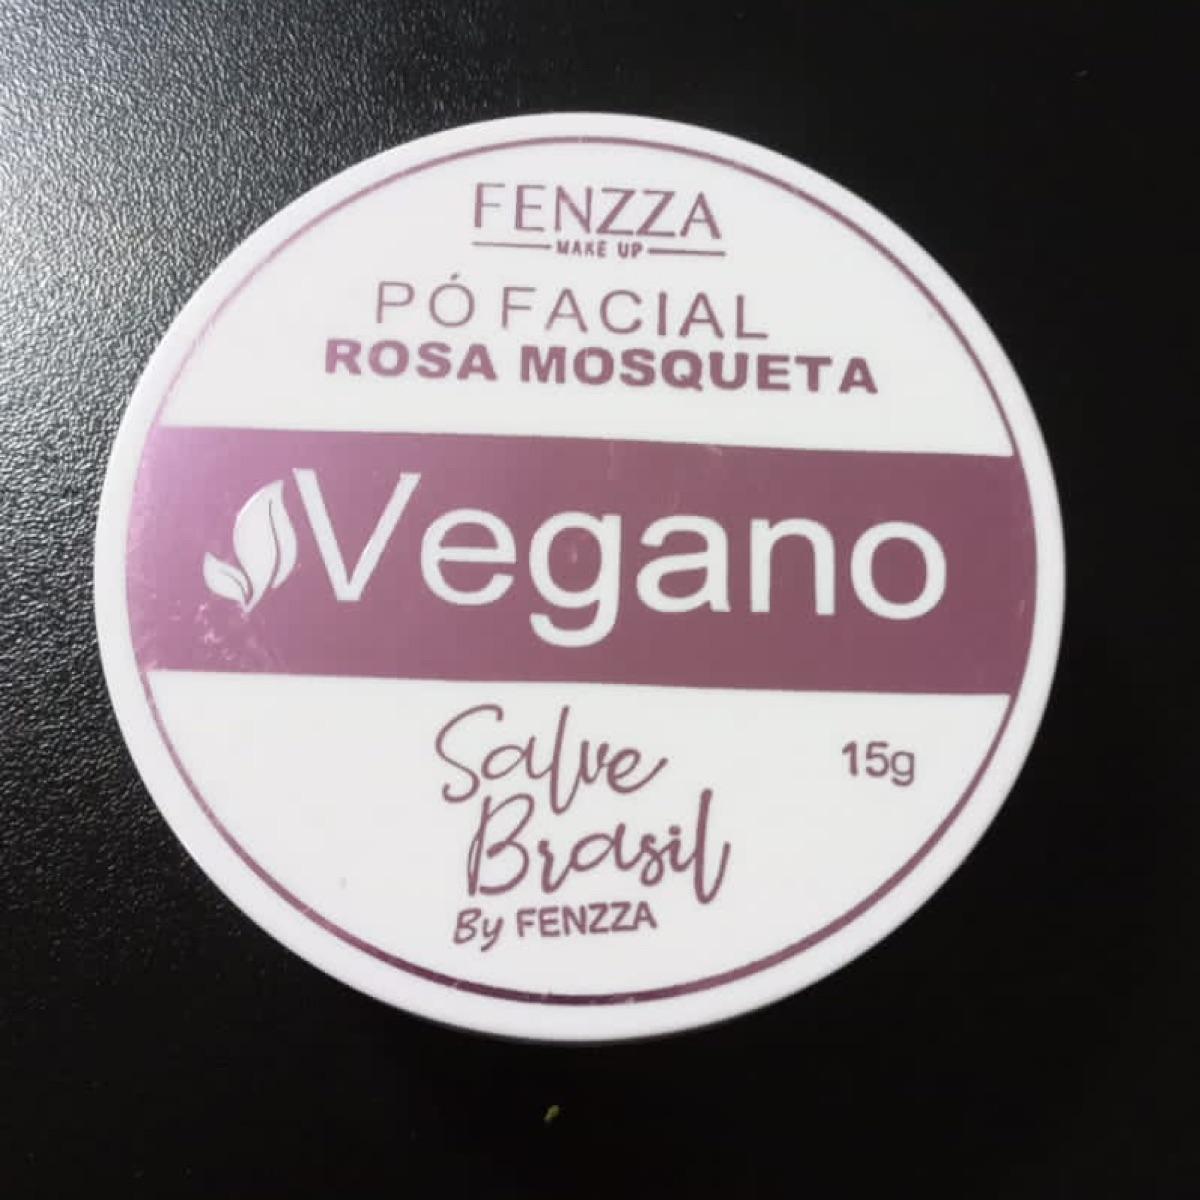 FENZZA
MAKE UP
PÓ FACIAL
ROSA MOSQUETA
Vegano
Salve
15g
Brasil
By FENZZA